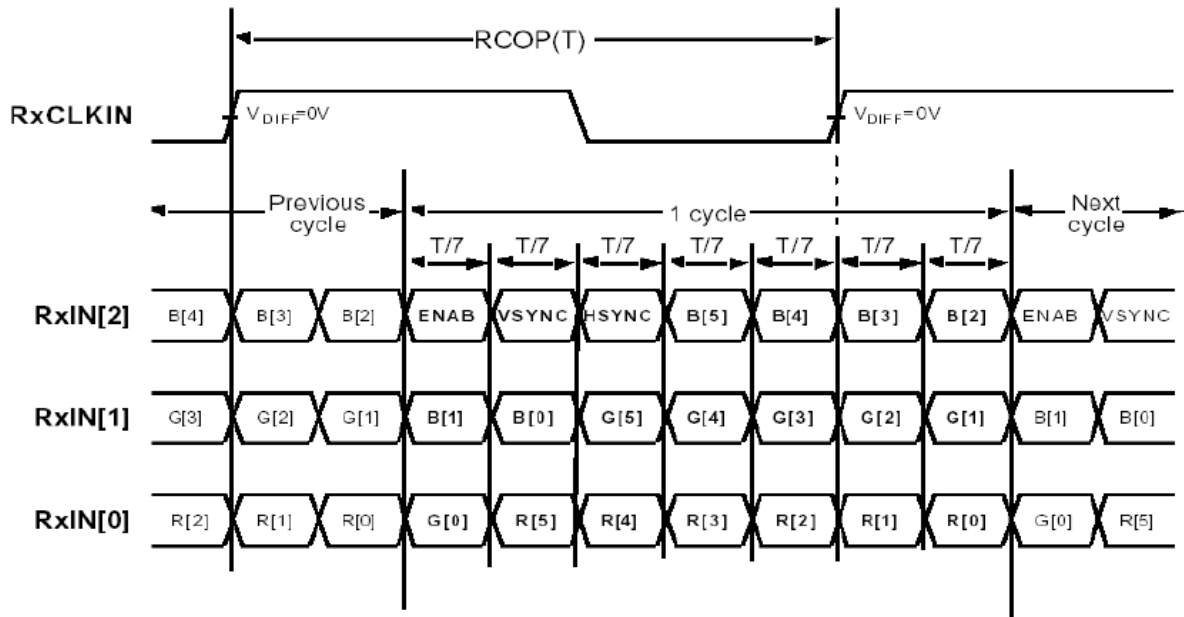 RCOP(T)
RxCLKIN
VDIFF=0V
VDIFF=0V
Previous cycle
1 cycle
Next cycle
T/7 T/7 T/7 T/7 T/7 T/7 T/7
RxIN[2] B[4] B[3] B[2] ENAB VSYNC HSYNC B[5] B[4] B[3] B[2] ENAB VSYNC
RxIN[1] G[3] G[2] G[1] B[1] B[0] G[5] G[4] G[3] G[2] G[1] B[1] B[0]
RxIN[0] R[2] R[1] R[0] G[0] R[5] R[4] R[3] R[2] R[1] R[0] G[0] R[5]